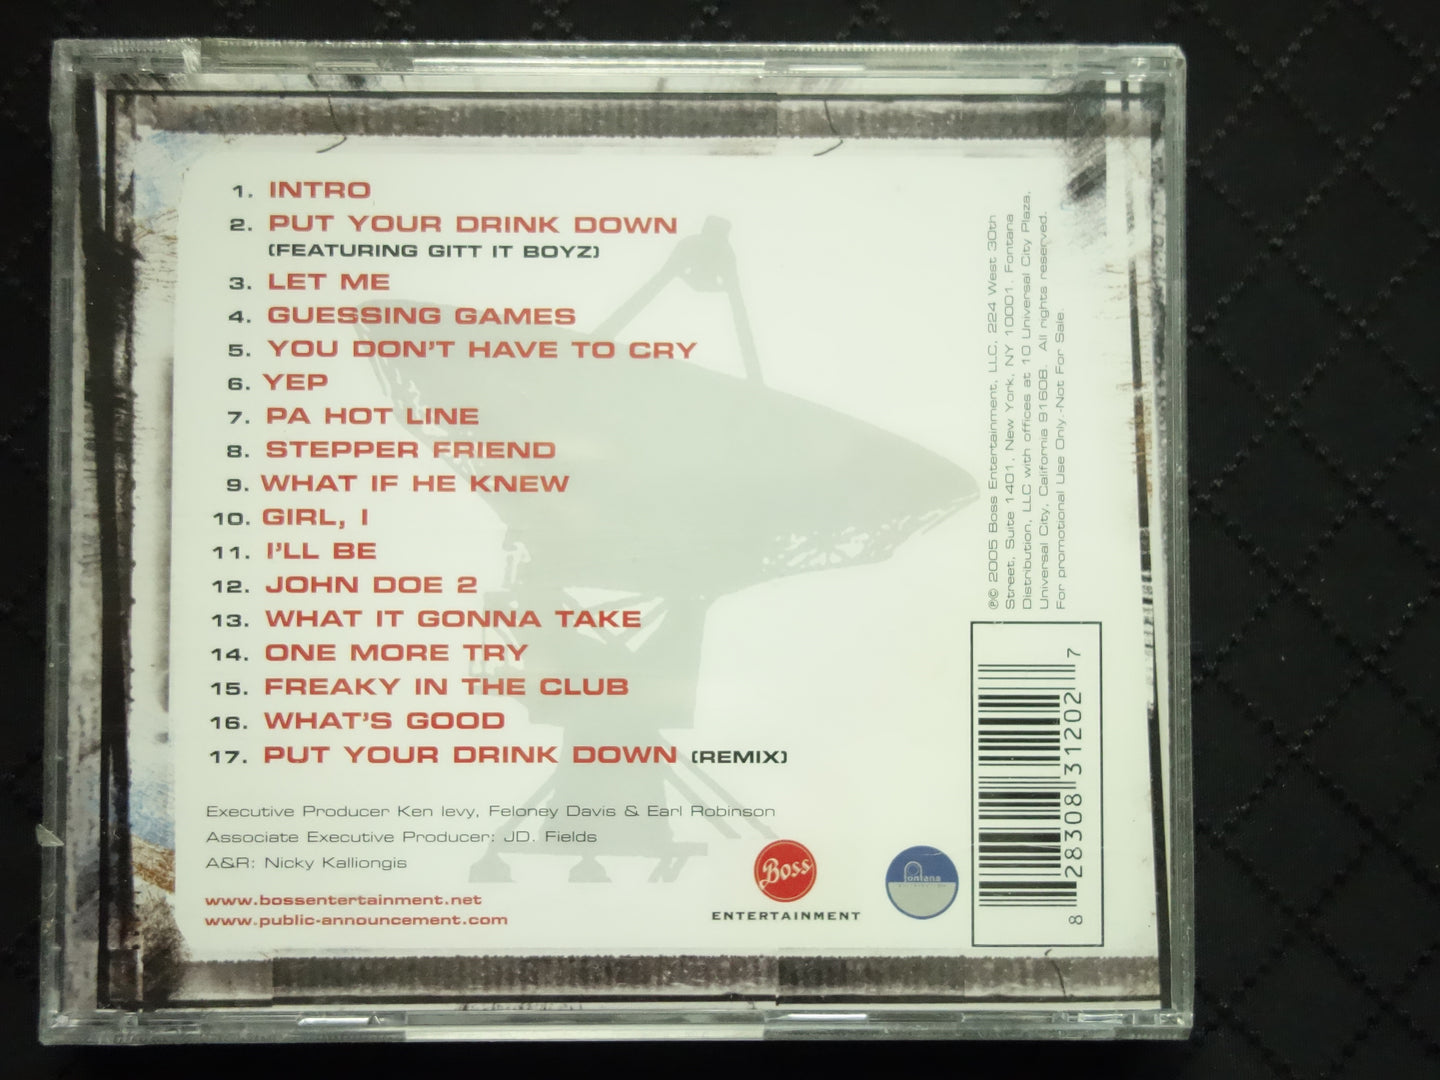 1. INTRO
2. PUT YOUR DRINK DOWN
(FEATURING GITT IT BOYZ)
3. LET ME
4. GUESSING GAMES
5. YOU DON'T HAVE TO CRY
6. YEP
7. PA HOT LINE
8. STEPPER FRIEND
9. WHAT IF HE KNEW
10. GIRL, I
11. I'LL BE
12. JOHN DOE 2
13. WHAT IT GONNA TAKE
14. ONE MORE TRY
15. FREAKY IN THE CLUB
16. WHAT'S GOOD
17. PUT YOUR DRINK DOWN (REMIX)
Executive Producer Ken levy, Feloney Davis & Earl Robinson
Associate Executive Producer: JD. Fields
A&R: Nicky Kalliongis
www.bossentertainment.net
www.public-announcement.com
Boss
ENTERTAINMENT
Fontana
℗© 2005 Boss Entertainment, LLC, 224 West 30th
Street, Suite 1401, New York, NY 10001. Fontana
Distribution, LLC with offices at 10 Universal City Plaza,
Universal City, California 91608. All rights reserved.
For promotional Use Only.-Not For Sale.
8 28308 31202 7